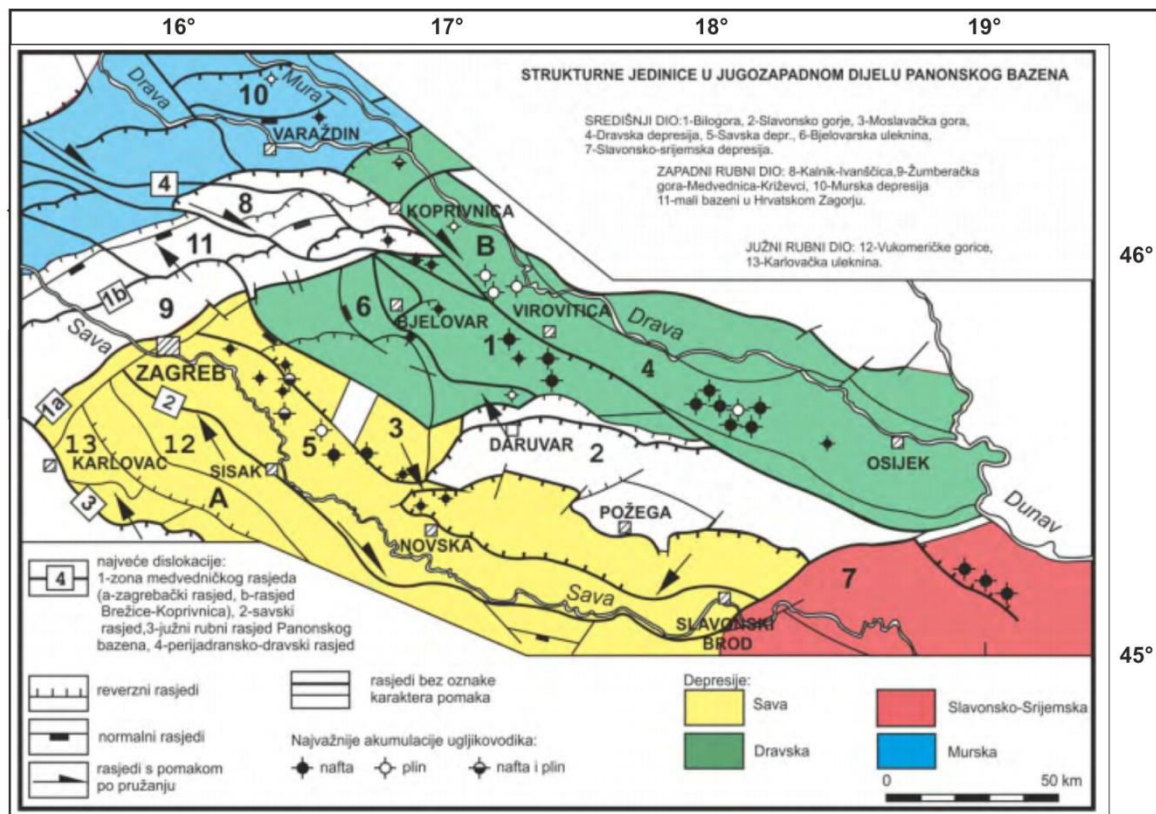 16° 17° 18° 19°
STRUKTURNE JEDINICE U JUGOZAPADNOM DIJELU PANONSKOG BAZENA
SREDIŠNJI DIO:1-Bilogora, 2-Slavonsko gorje, 3-Moslavačka gora,
4-Dravska depresija, 5-Savska depr., 6-Bjelovarska uleknina,
7-Slavonsko-srijemska depresija.
ZAPADNI RUBNI DIO: 8-Kalnik-Ivanščica,9-Žumberačka
gora-Medvednica-Križevci, 10-Murska depresija
11-mali bazeni u Hrvatskom Zagorju.
JUŽNI RUBNI DIO: 12-Vukomeričke gorice,
13-Karlovačka uleknina.
Drava
10
Mura
VARAŽDIN
4
8
KOPRIVNICA
B
11
46°
1b
9
6
BJELOVAR
VIROVITICA
Drava
Sava
1
4
ZAGREB
1a
2
13
12
5
3
DARUVAR
2
OSIJEK
KARLOVAC
SISAK
3
A
POŽEGA
Dunav
NOVSKA
7
Sava
SLAVONSKI
BROD
45°
4
najveće dislokacije:
1-zona medvedničkog rasjeda
(a-zagrebački rasjed, b-rasjed
Brežice-Koprivnica), 2-savski
rasjed,3-južni rubni rasjed Panonskog
bazena, 4-perijadransko-dravski rasjed
reverzni rasjedi
normalni rasjedi
rasjedi s pomakom
po pružanju
rasjedi bez oznake
karaktera pomaka
Najvažnije akumulacije ugljikovodika:
nafta plin nafta i plin
Depresije:
Sava Slavonsko-Srijemska
Dravska Murska
0 50 km